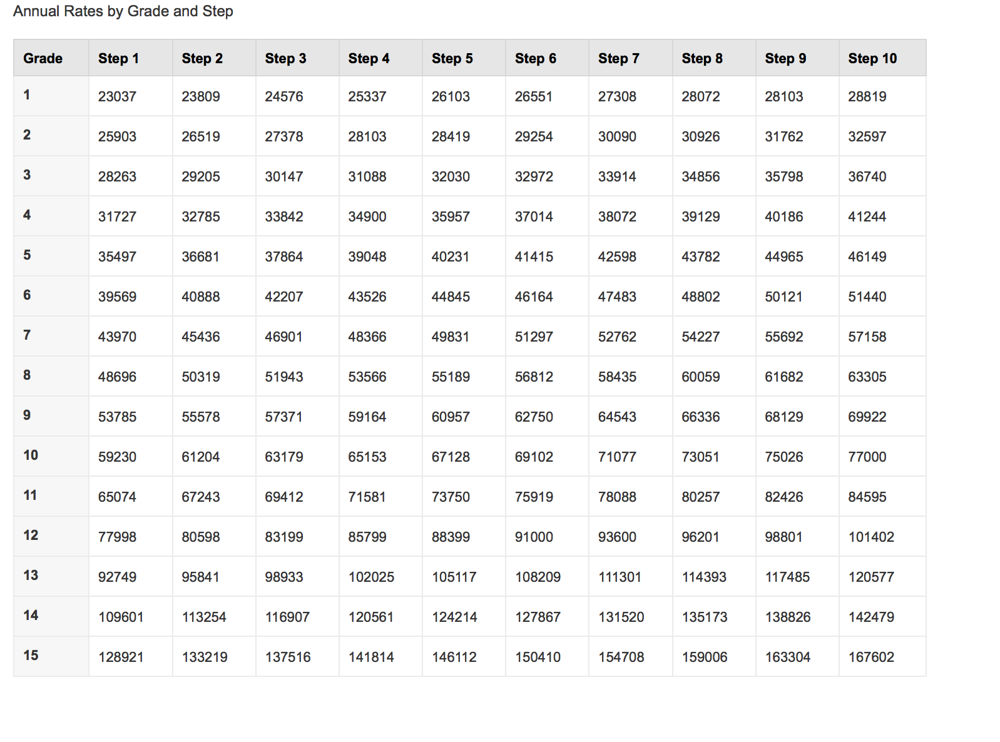 Annual Rates by Grade and Step
Grade Step 1 Step 2 Step 3 Step 4 Step 5 Step 6 Step 7 Step 8 Step 9 Step 10
1 23037 23809 24576 25337 26103 26551 27308 28072 28103 28819
2 25903 26519 27378 28103 28419 29254 30090 30926 31762 32597
3 28263 29205 30147 31088 32030 32972 33914 34856 35798 36740
4 31727 32785 33842 34900 35957 37014 38072 39129 40186 41244
5 35497 36681 37864 39048 40231 41415 42598 43782 44965 46149
6 39569 40888 42207 43526 44845 46164 47483 48802 50121 51440
7 43970 45436 46901 48366 49831 51297 52762 54227 55692 57158
8 48696 50319 51943 53566 55189 56812 58435 60059 61682 63305
9 53785 55578 57371 59164 60957 62750 64543 66336 68129 69922
10 59230 61204 63179 65153 67128 69102 71077 73051 75026 77000
11 65074 67243 69412 71581 73750 75919 78088 80257 82426 84595
12 77998 80598 83199 85799 88399 91000 93600 96201 98801 101402
13 92749 95841 98933 102025 105117 108209 111301 114393 117485 120577
14 109601 113254 116907 120561 124214 127867 131520 135173 138826 142479
15 128921 133219 137516 141814 146112 150410 154708 159006 163304 167602